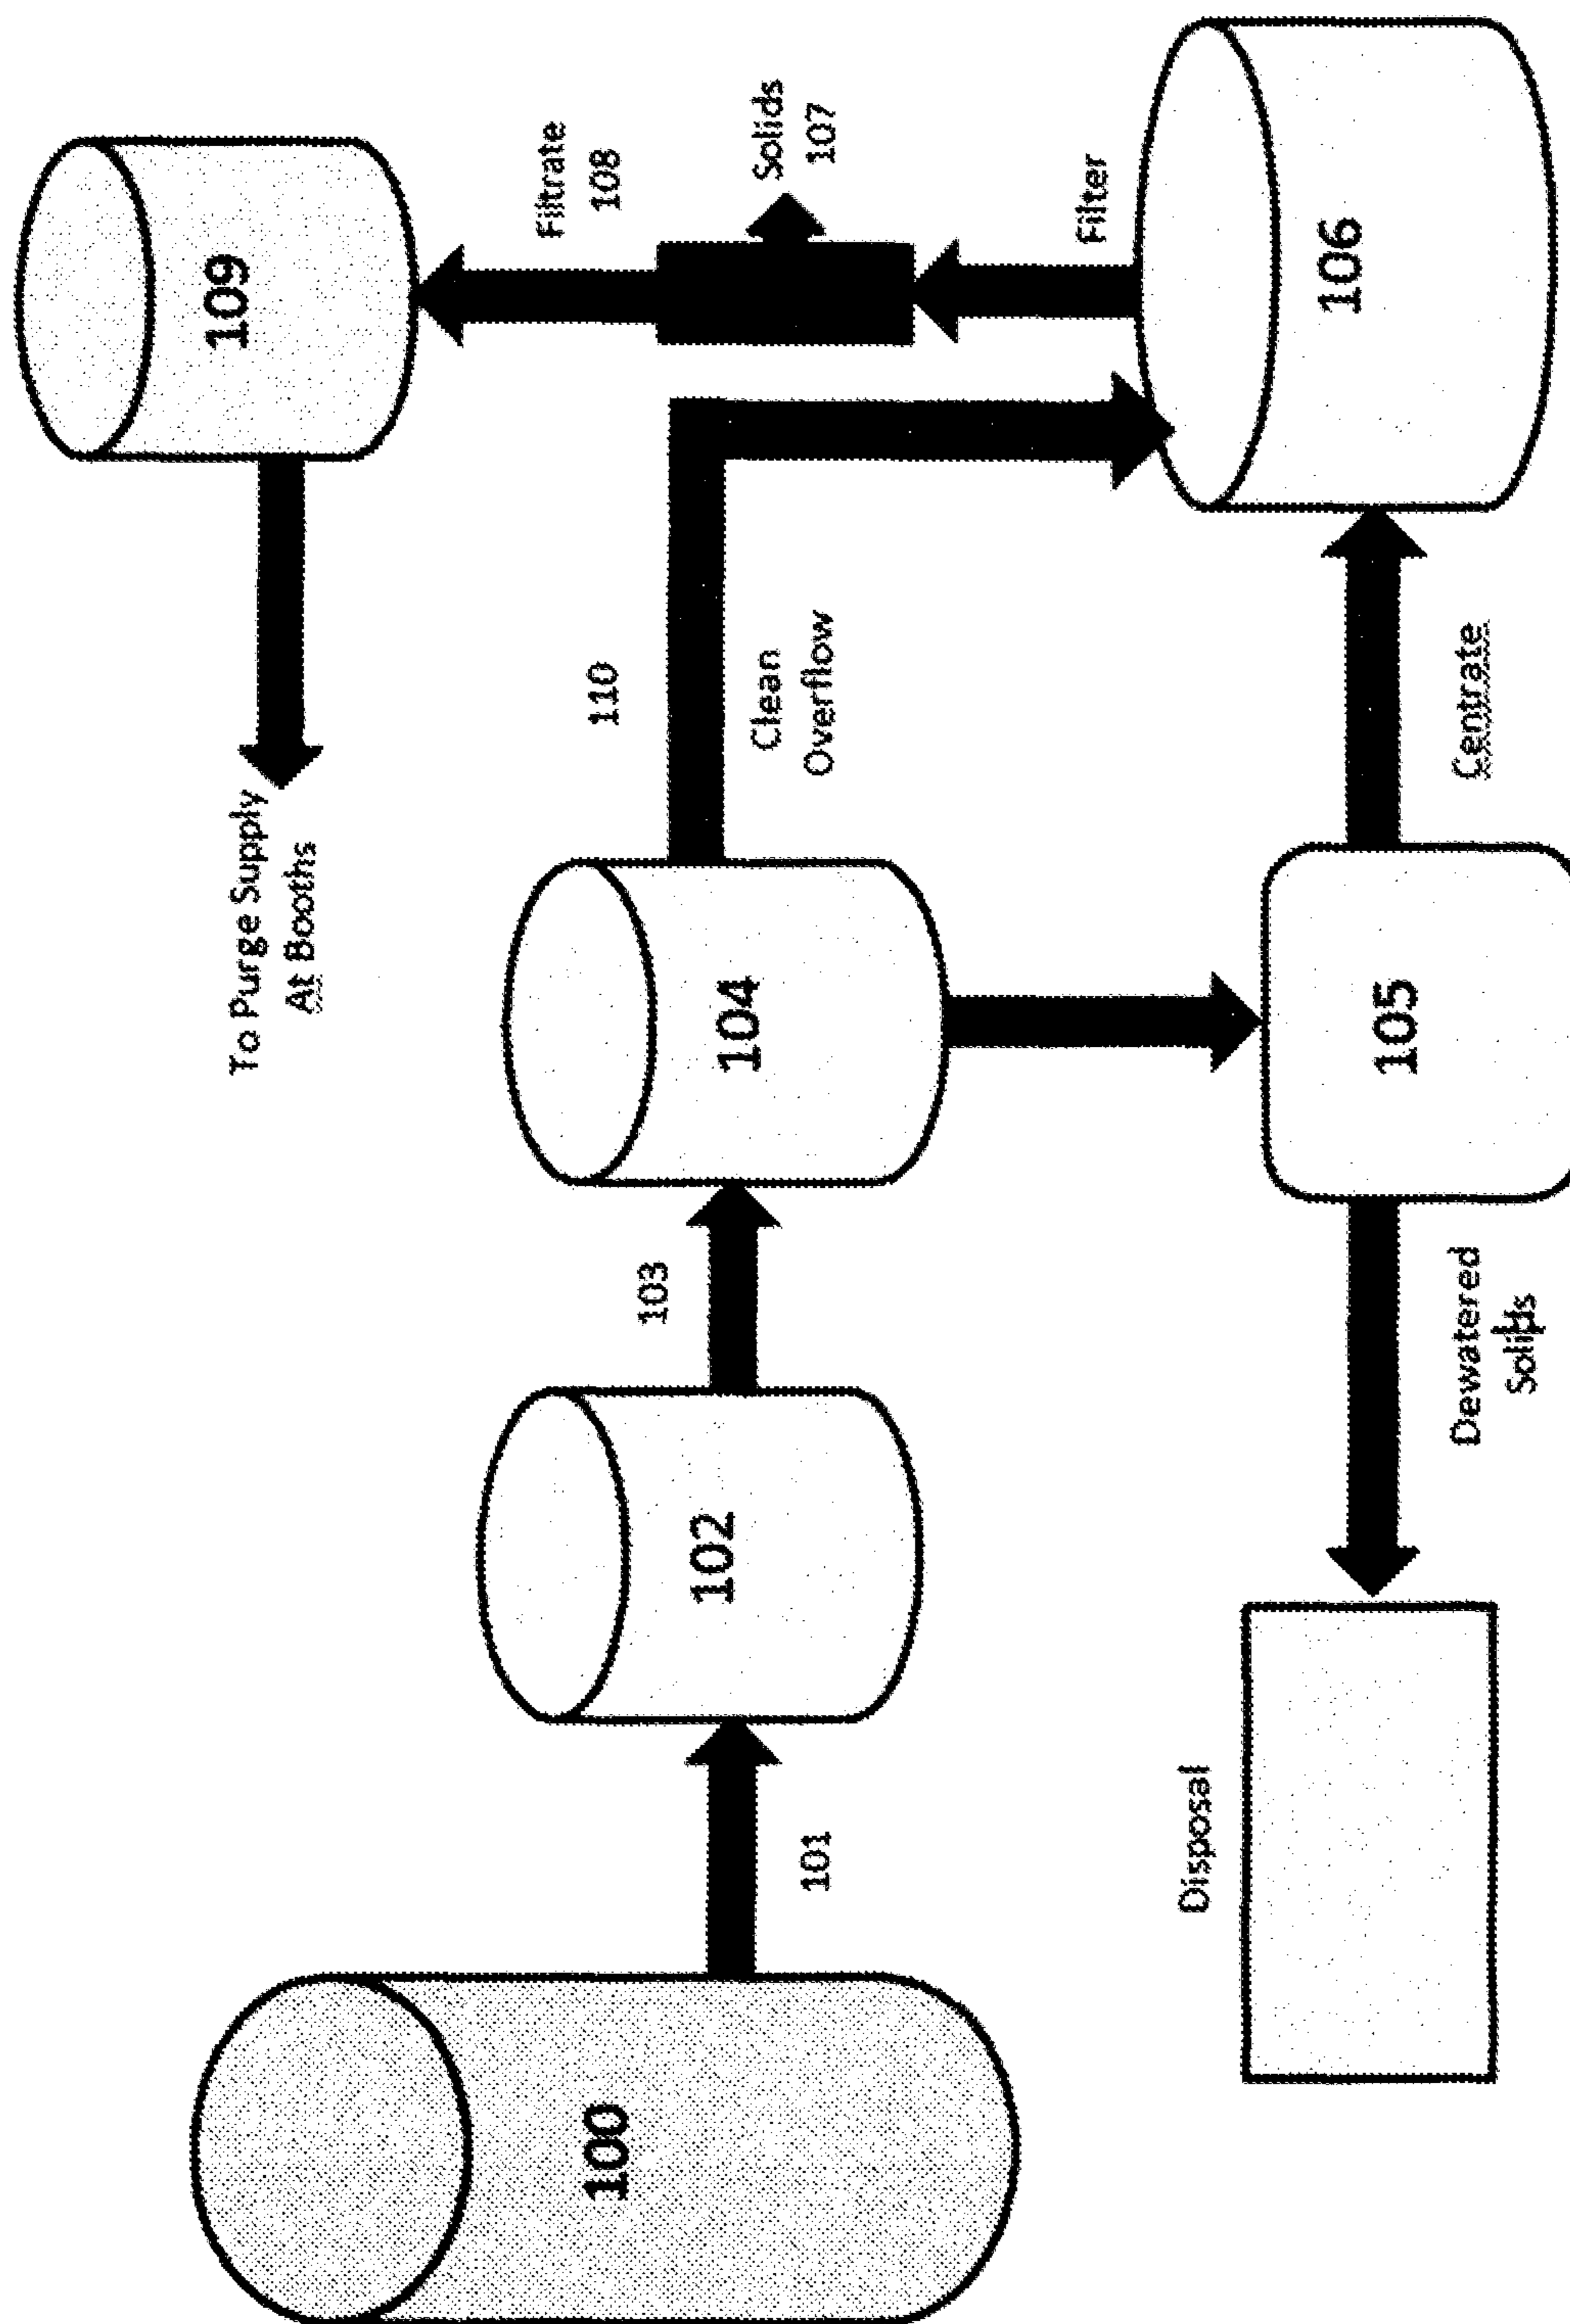 100
101
102
103
104
110
Clean
Overflow
105
Centrate
Dewatered
Solids
Disposal
106
Filter
Solids
107
Filtrate
108
109
To Purge Supply
At Booths